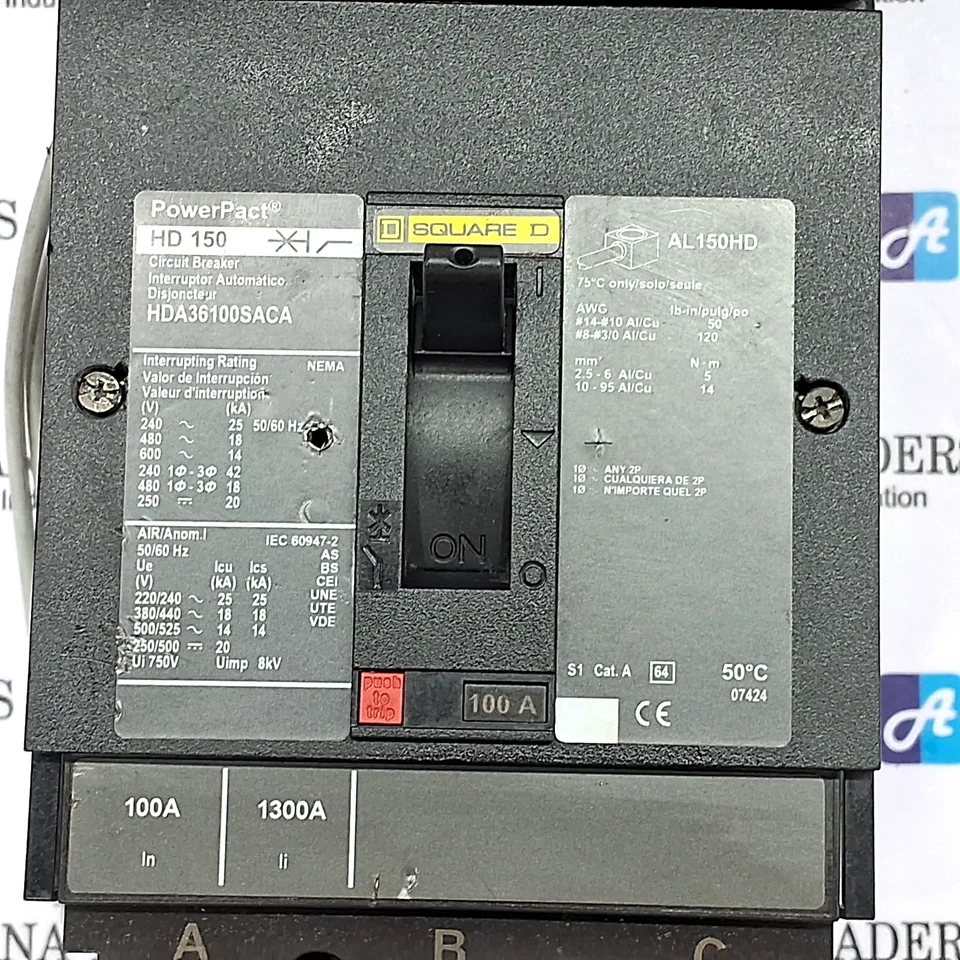 PowerPact®
HD 150
Circuit Breaker
Interruptor Automatico
Disjoncteur
HDA36100SACA
Interrupting Rating NEMA
Valor de Interrupción
Valeur d'interruption
(V) (kA)
240 ~ 25 50/60 Hz
480 ~ 18
600 ~ 14
240 1Φ-3Φ 42
480 1Φ-3Φ 18
250 ⎓ 20
AIR/Anom.I IEC 60947-2
50/60 Hz AS
Ue Icu Ics BS
(V) (kA) (kA) CEI
220/240 ~ 25 25 UNE
380/440 ~ 18 18 UTE
500/525 ~ 14 14 VDE
250/500 ⎓ 20
Ui 750V Uimp 8kV
SQUARE D
I
ON
O
push
to
trip
100 A
AL150HD
75°C only/solo/seule
AWG lb-in/pulg/po
#14-#10 Al/Cu 50
#8-#3/0 Al/Cu - 120
mm² N·m
2.5 - 6 Al/Cu 5
10 - 95 Al/Cu 14
1Ø ~ ANY 2P
1Ø ~ CUALQUIERA DE 2P
1Ø ~ N'IMPORTE QUEL 2P
S1 Cat. A 64 50°C
07424
CE
100A 1300A
In Ii
A B C